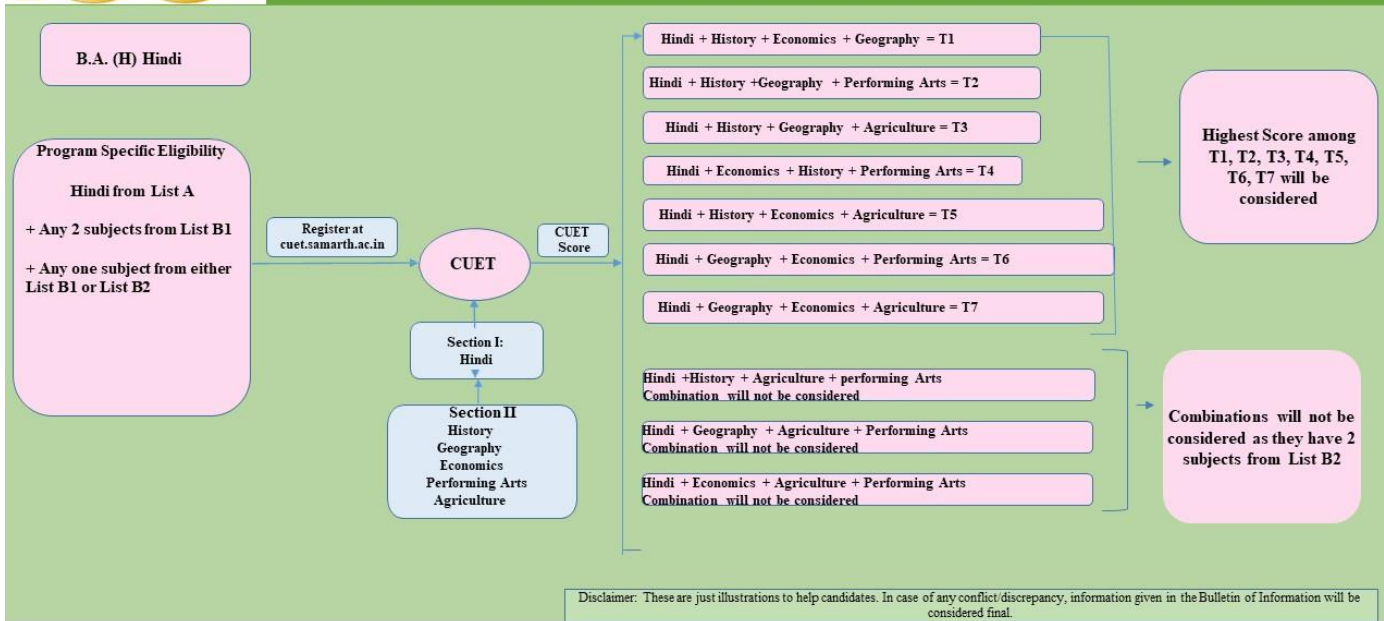 B.A. (H) Hindi
Program Specific Eligibility
Hindi from List A
+ Any 2 subjects from List B1
+ Any one subject from either
List B1 or List B2
Register at
cuet.samarth.ac.in
CUET
CUET
Score
Section I:
Hindi
Section II
History
Geography
Economics
Performing Arts
Agriculture
Hindi + History + Economics + Geography = T1
Hindi + History +Geography + Performing Arts = T2
Hindi + History + Geography + Agriculture = T3
Hindi + Economics + History + Performing Arts = T4
Hindi + History + Economics + Agriculture = T5
Hindi + Geography + Economics + Performing Arts = T6
Hindi + Geography + Economics + Agriculture = T7
Hindi +History + Agriculture + performing Arts
Combination will not be considered
Hindi + Geography + Agriculture + Performing Arts
Combination will not be considered
Hindi + Economics + Agriculture + Performing Arts
Combination will not be considered
Highest Score among
T1, T2, T3, T4, T5,
T6, T7 will be
considered
Combinations will not be
considered as they have 2
subjects from List B2
Disclaimer: These are just illustrations to help candidates. In case of any conflict/discrepancy, information given in the Bulletin of Information will be
considered final.